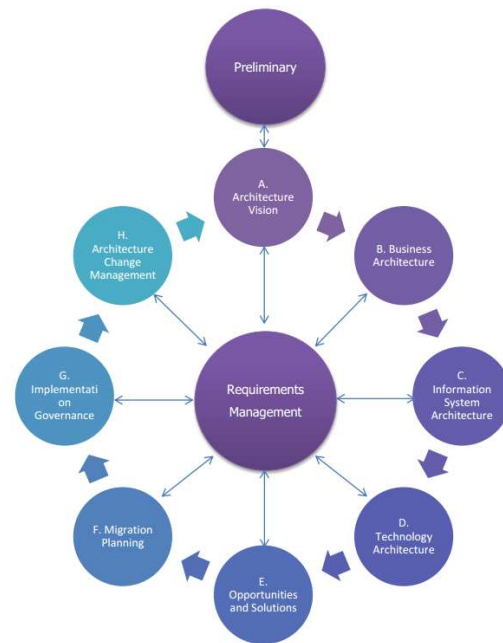 Preliminary
A.
Architecture
Vision
B. Business
Architecture
C.
Information
System
Architecture
D.
Technology
Architecture
E.
Opportunities
and Solutions
F. Migration
Planning
G.
Implementati
on
Governance
H.
Architecture
Change
Management
Requirements
Management